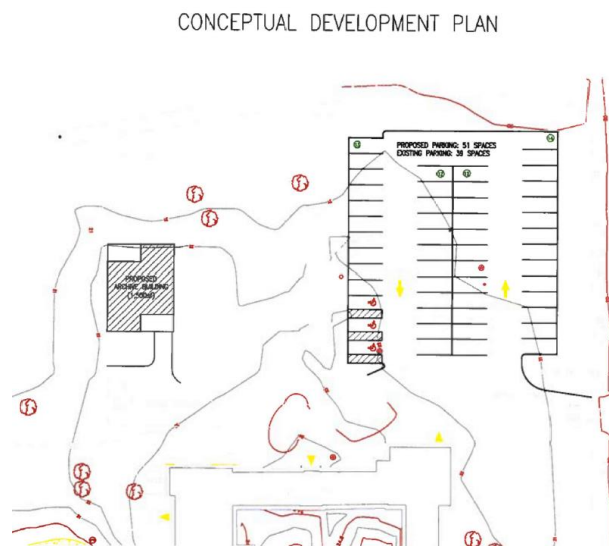 CONCEPTUAL DEVELOPMENT PLAN
PROPOSED PARKING: 51 SPACES
EXISTING PARKING: 38 SPACES
PROPOSED
ARCHIVE BUILDING